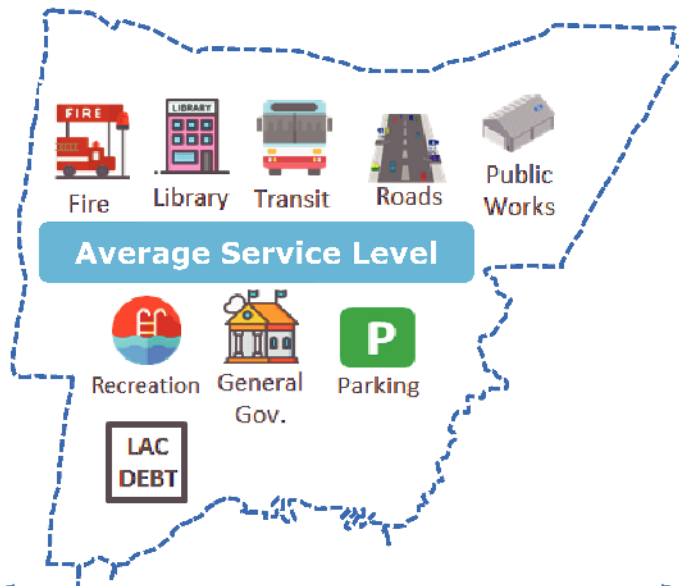 FIRE
LIBRARY
Fire
Library
Transit
Roads
Public
Works
Average Service Level
P
Recreation
General
Gov.
Parking
LAC
DEBT